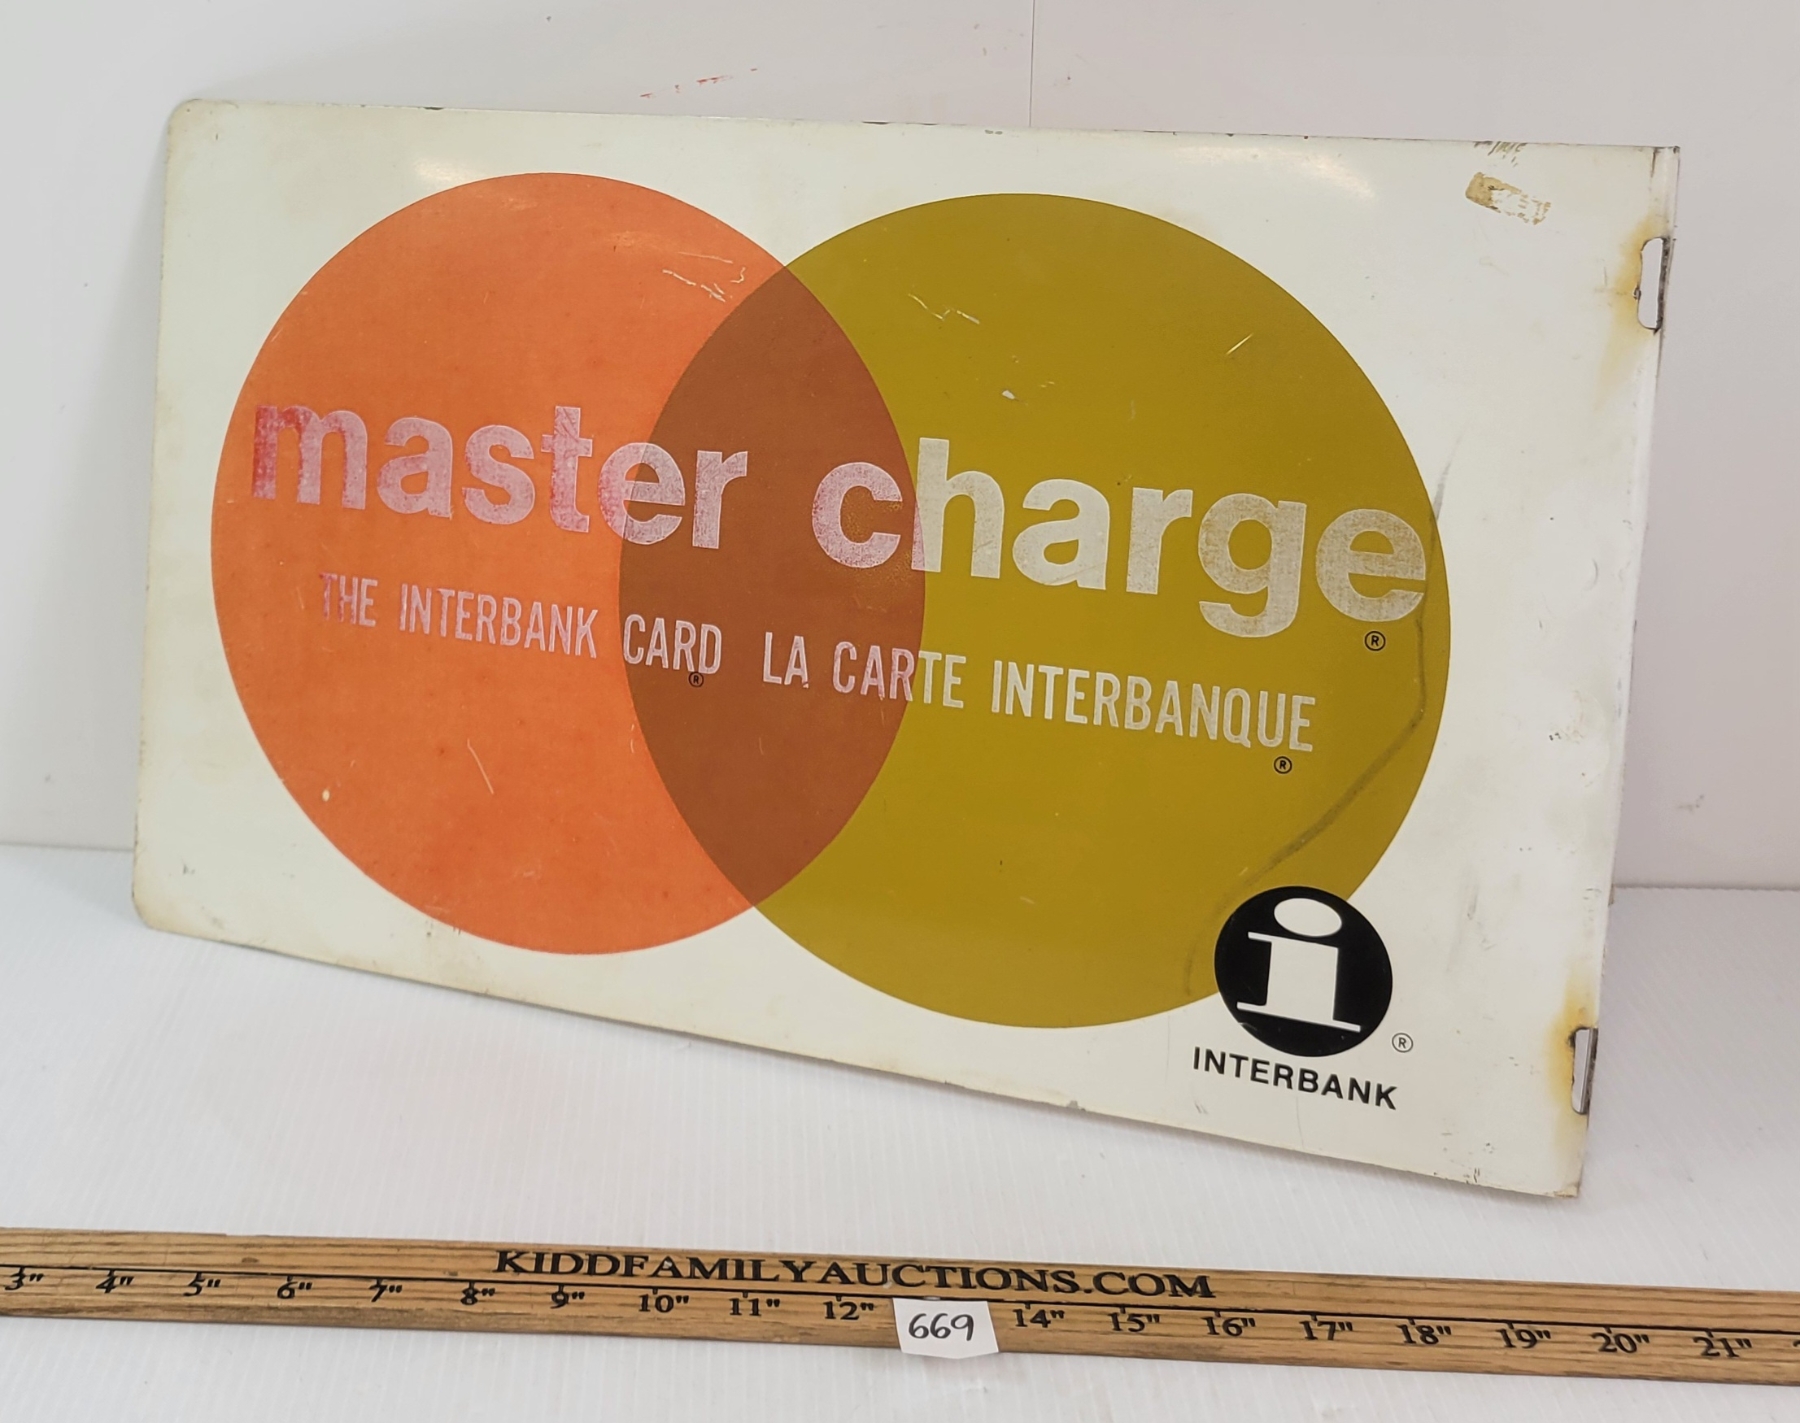 master charge
®
THE INTERBANK CARD LA CARTE INTERBANQUE
® ®
i
®
INTERBANK
KIDDFAMILYAUCTIONS.COM
3" 4" 5" 6" 7" 8" 9" 10" 11" 12" 14" 15" 16" 17" 18" 19" 20" 21"
669